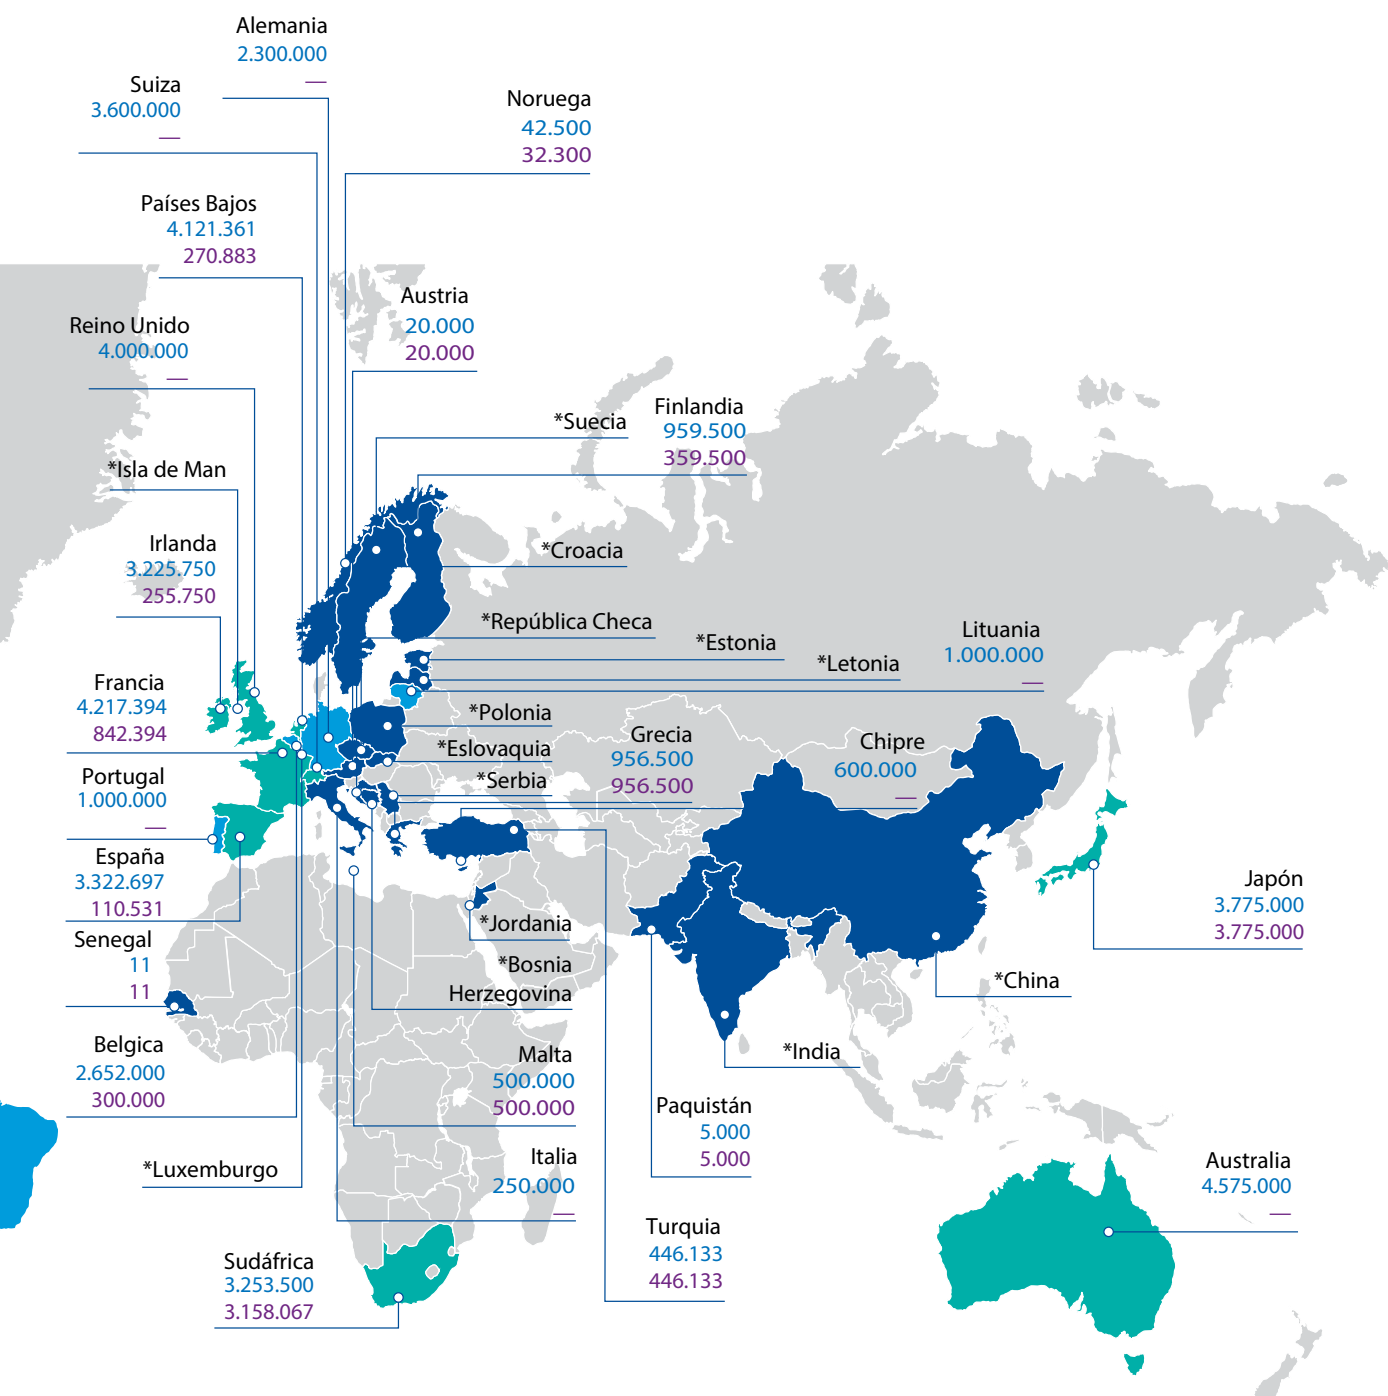 Alemania
2.300.000
—
Suiza
3.600.000
—
Noruega
42.500
32.300
Países Bajos
4.121.361
270.883
Austria
20.000
20.000
Reino Unido
4.000.000
—
Finlandia
959.500
359.500
*Suecia
*Isla de Man
Irlanda
3.225.750
255.750
*Croacia
*República Checa
*Estonia
*Letonia
Lituania
1.000.000
—
Francia
4.217.394
842.394
*Polonia
*Eslovaquia
*Serbia
Grecia
956.500
956.500
Chipre
600.000
—
Portugal
1.000.000
—
España
3.322.697
110.531
Japón
3.775.000
3.775.000
Senegal
11
11
*Jordania
*Bosnia
Herzegovina
*China
Belgica
2.652.000
300.000
*India
Malta
500.000
500.000
Paquistán
5.000
5.000
*Luxemburgo
Italia
250.000
—
Australia
4.575.000
—
Turquia
446.133
446.133
Sudáfrica
3.253.500
3.158.067